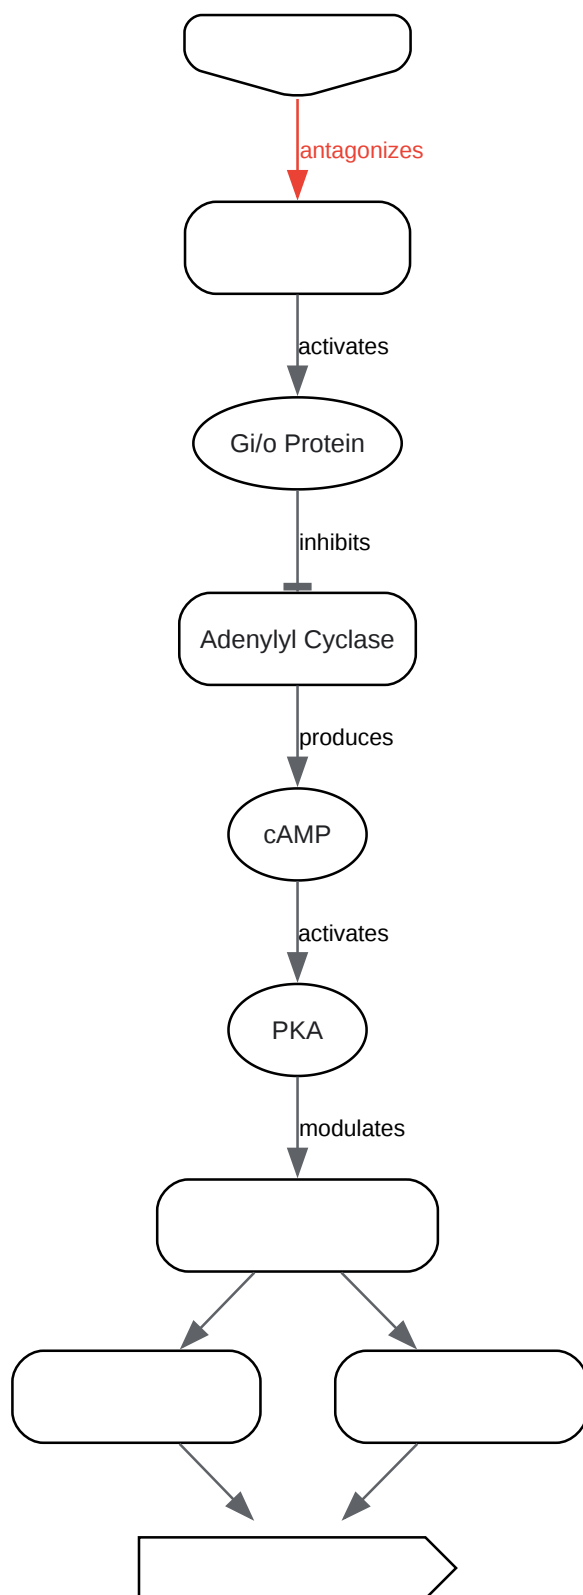 antagonizes
activates
Gi/o Protein
inhibits
Adenylyl Cyclase
produces
cAMP
activates
PKA
modulates